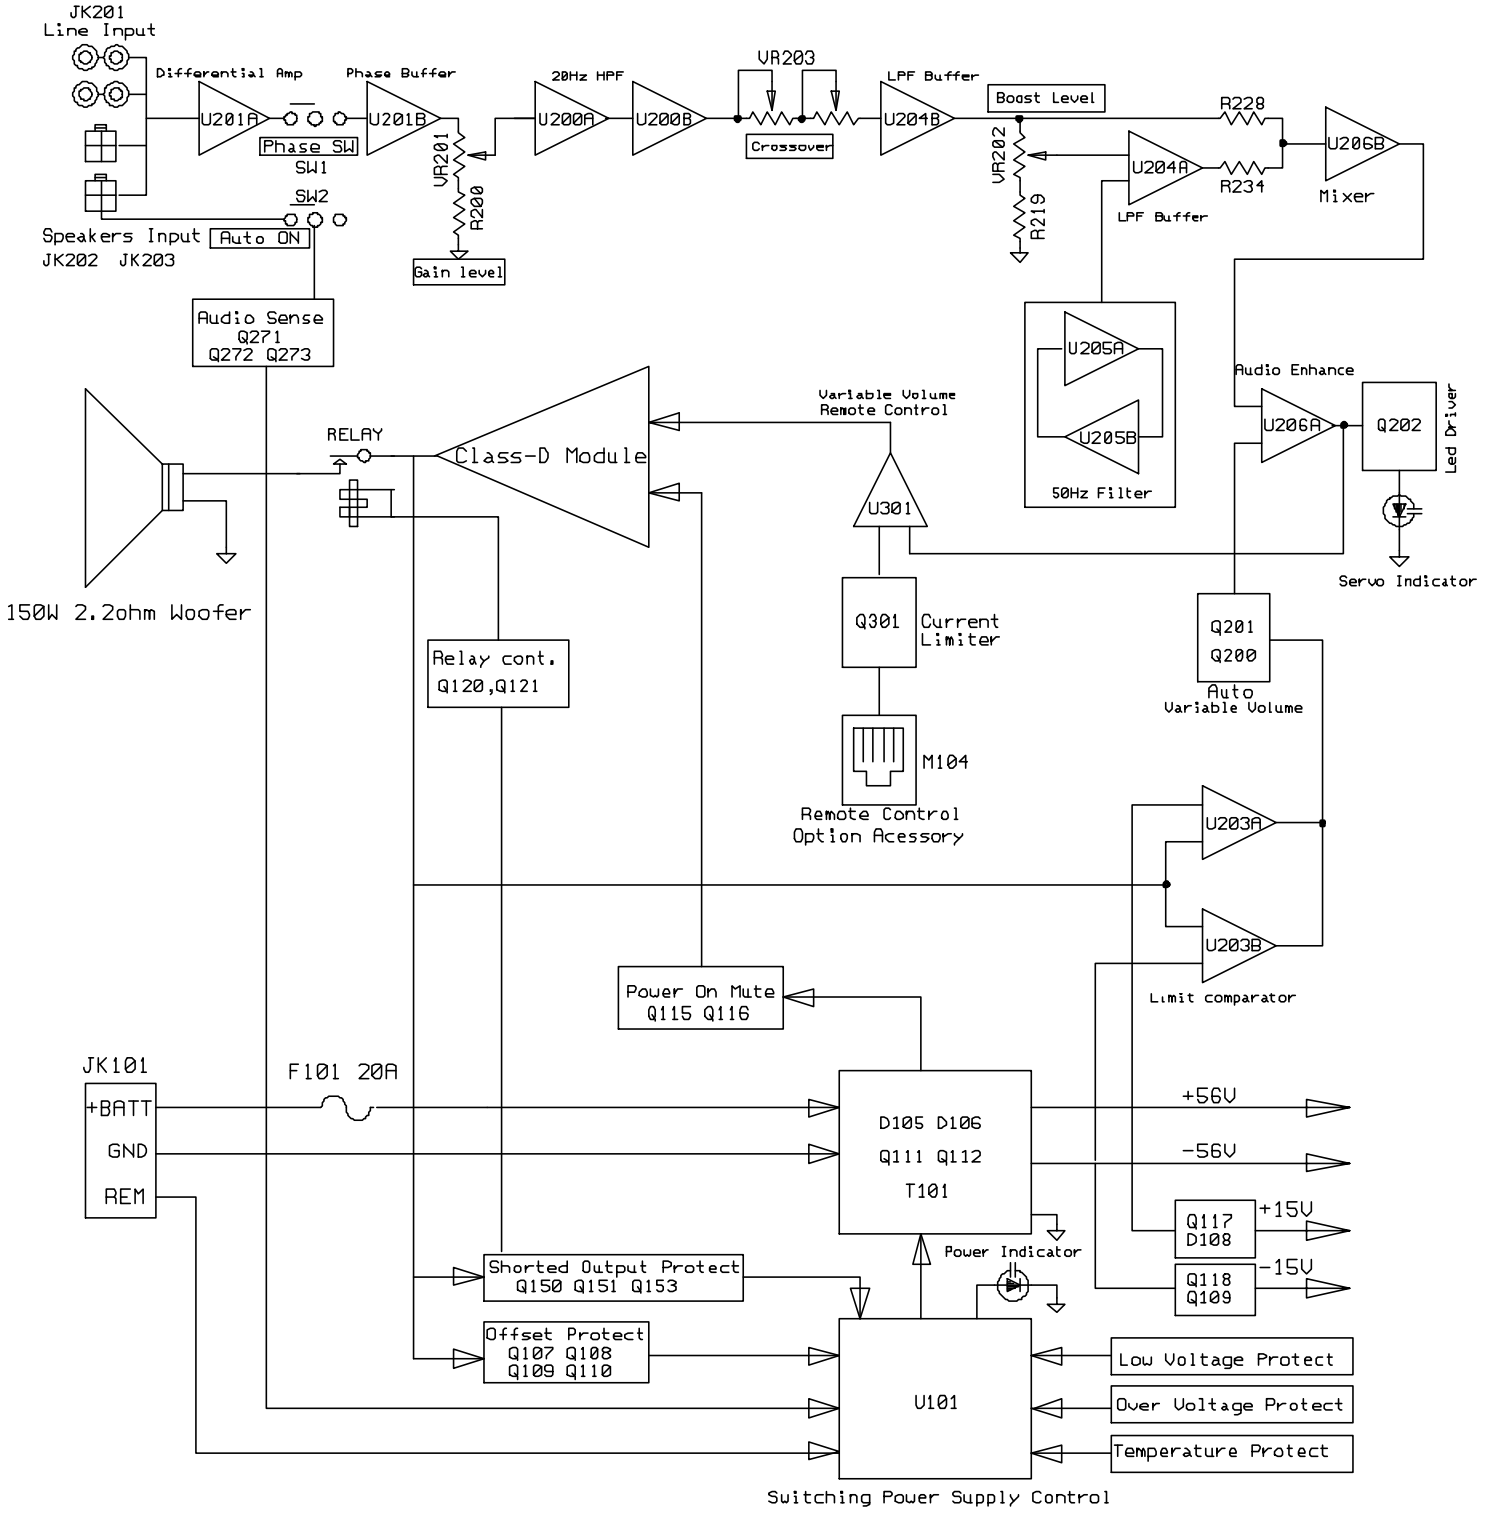 JK201
Line Input
Differential Amp
Phase Buffer
20Hz HPF
VR203
LPF Buffer
Boast Level
R228
U201A
U201B
U200A
U200B
U204B
U206B
Phase SW
SW1
VR201
Crossover
VR202
U204A
R234
Mixer
SW2
R200
R219
LPF Buffer
Speakers Input
Auto ON
JK202 JK203
Gain level
Audio Sense
Q271
Q272 Q273
U205A
U205B
50Hz Filter
Audio Enhance
U206A
Q202
Led Driver
Servo Indicator
Variable Volume
Remote Control
RELAY
Class-D Module
U301
150W 2.2ohm Woofer
Q301
Current
Limiter
Q201
Q200
Auto
Variable Volume
Relay cont.
Q120,Q121
M104
Remote Control
Option Acessory
U203A
U203B
Limit comparator
Power On Mute
Q115 Q116
JK101
F101 20A
+BATT
GND
REM
D105 D106
Q111 Q112
T101
+56V
-56V
Q117
D108
+15V
Q118
Q109
-15V
Power Indicator
Shorted Output Protect
Q150 Q151 Q153
Offset Protect
Q107 Q108
Q109 Q110
U101
Low Voltage Protect
Over Voltage Protect
Temperature Protect
Switching Power Supply Control